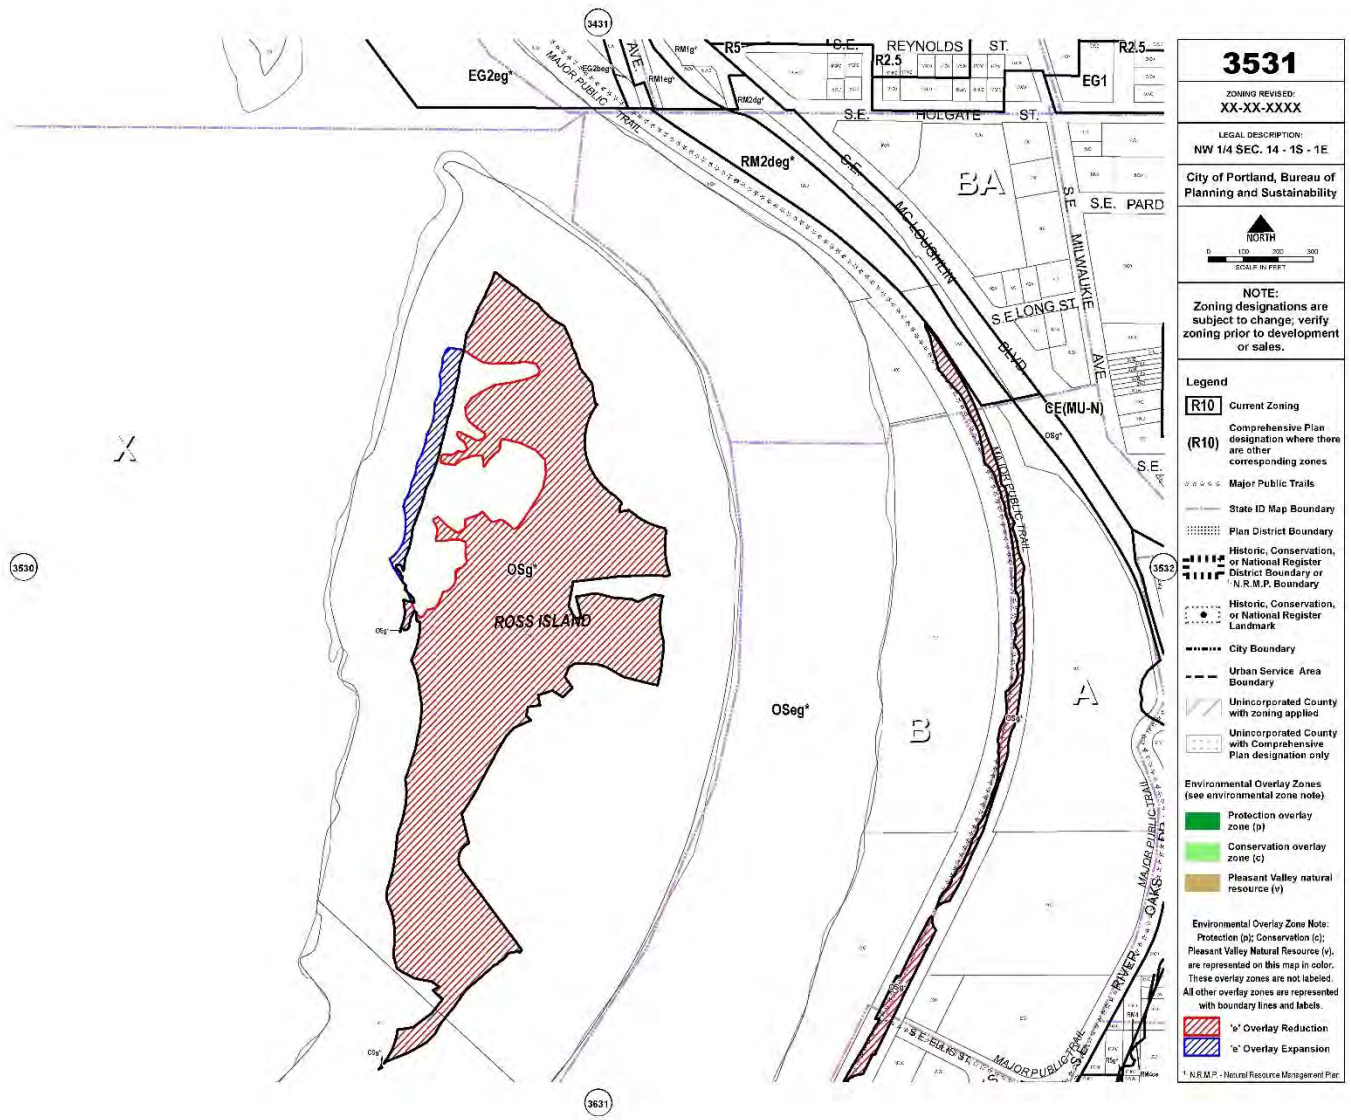 3431
R5
S.E. REYNOLDS ST.
R2.5
R2.5
RM1g*
EG2eg*
EG2beg*
RM1eg*
AVE.
RM2dg*
EG1
MAJOR PUBLIC TRAIL
S.E. HOLGATE ST.
RM2deg*
S.E. MC LOUGHLIN BLVD
BA
S.E. PARD
S.E. MILWAUKIE AVE
S.E. LONG ST.
CE(MU-N)
OSg*
S.E.
X
MAJOR PUBLIC TRAIL
3530
3532
OSg*
ROSS ISLAND
OSg*
OSeg*
A
B
OSg*
MAJOR PUBLIC TRAIL
OAKS
RIVER
S.E.
OSg*
S.E. ELLIS ST.
MAJOR PUBLIC TRAIL
OSg*
RM4
R5g*
3631
3531
ZONING REVISED:
XX-XX-XXXX
LEGAL DESCRIPTION:
NW 1/4 SEC. 14 - 1S - 1E
City of Portland, Bureau of
Planning and Sustainability
NORTH
0 100 200 300
SCALE IN FEET
NOTE:
Zoning designations are
subject to change; verify
zoning prior to development
or sales.
Legend
R10 Current Zoning
(R10) Comprehensive Plan
designation where there
are other
corresponding zones
Major Public Trails
State ID Map Boundary
Plan District Boundary
Historic, Conservation,
or National Register
District Boundary or
¹ N.R.M.P. Boundary
Historic, Conservation,
or National Register
Landmark
City Boundary
Urban Service Area
Boundary
Unincorporated County
with zoning applied
Unincorporated County
with Comprehensive
Plan designation only
Environmental Overlay Zones
(see environmental zone note)
Protection overlay
zone (p)
Conservation overlay
zone (c)
Pleasant Valley natural
resource (v)
Environmental Overlay Zone Note:
Protection (p); Conservation (c);
Pleasant Valley Natural Resource (v),
are represented on this map in color.
These overlay zones are not labeled.
All other overlay zones are represented
with boundary lines and labels.
'e' Overlay Reduction
'e' Overlay Expansion
¹ N.R.M.P. - Natural Resource Management Plan